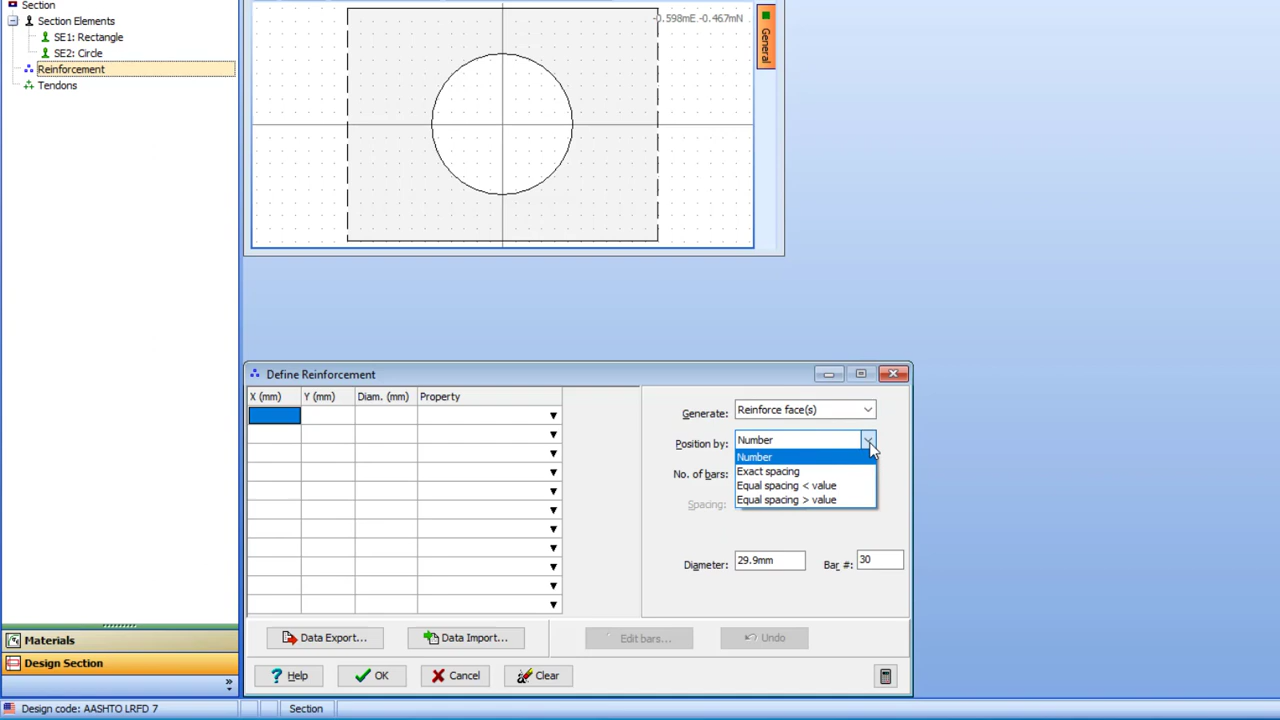 Section
Section Elements
SE1: Rectangle
SE2: Circle
Reinforcement
Tendons
-0.598mE -0.467mN
General
Define Reinforcement
X (mm) Y (mm) Diam. (mm) Property
Generate: Reinforce face(s)
Position by: Number
Number
Exact spacing
Equal spacing < value
Equal spacing > value
No. of bars:
Spacing:
Diameter: 29.9mm Bar #: 30
Data Export... Data Import... Edit bars... Undo
Help OK Cancel Clear
Materials
Design Section
»
Design code: AASHTO LRFD 7 Section